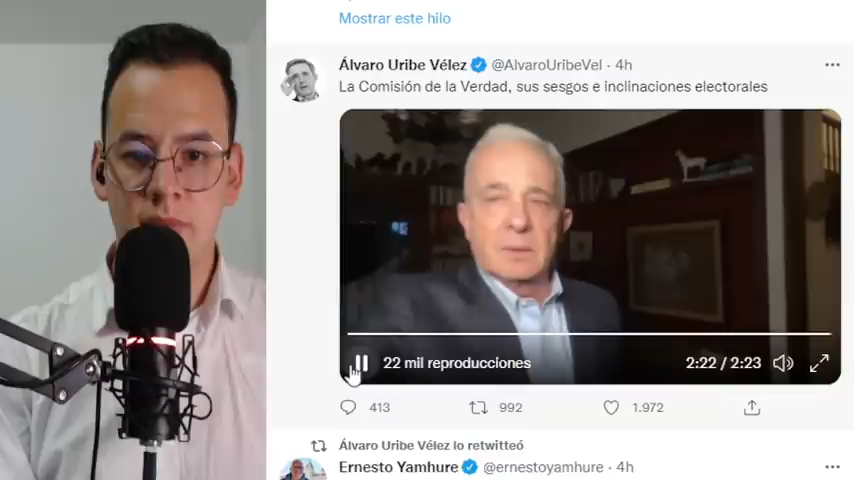 Mostrar este hilo
Álvaro Uribe Vélez @AlvaroUribeVel · 4h
La Comisión de la Verdad, sus sesgos e inclinaciones electorales
22 mil reproducciones
2:22 / 2:23
413 992 1.972
Álvaro Uribe Vélez lo retwitteó
Ernesto Yamhure @ernestoyamhure · 4h